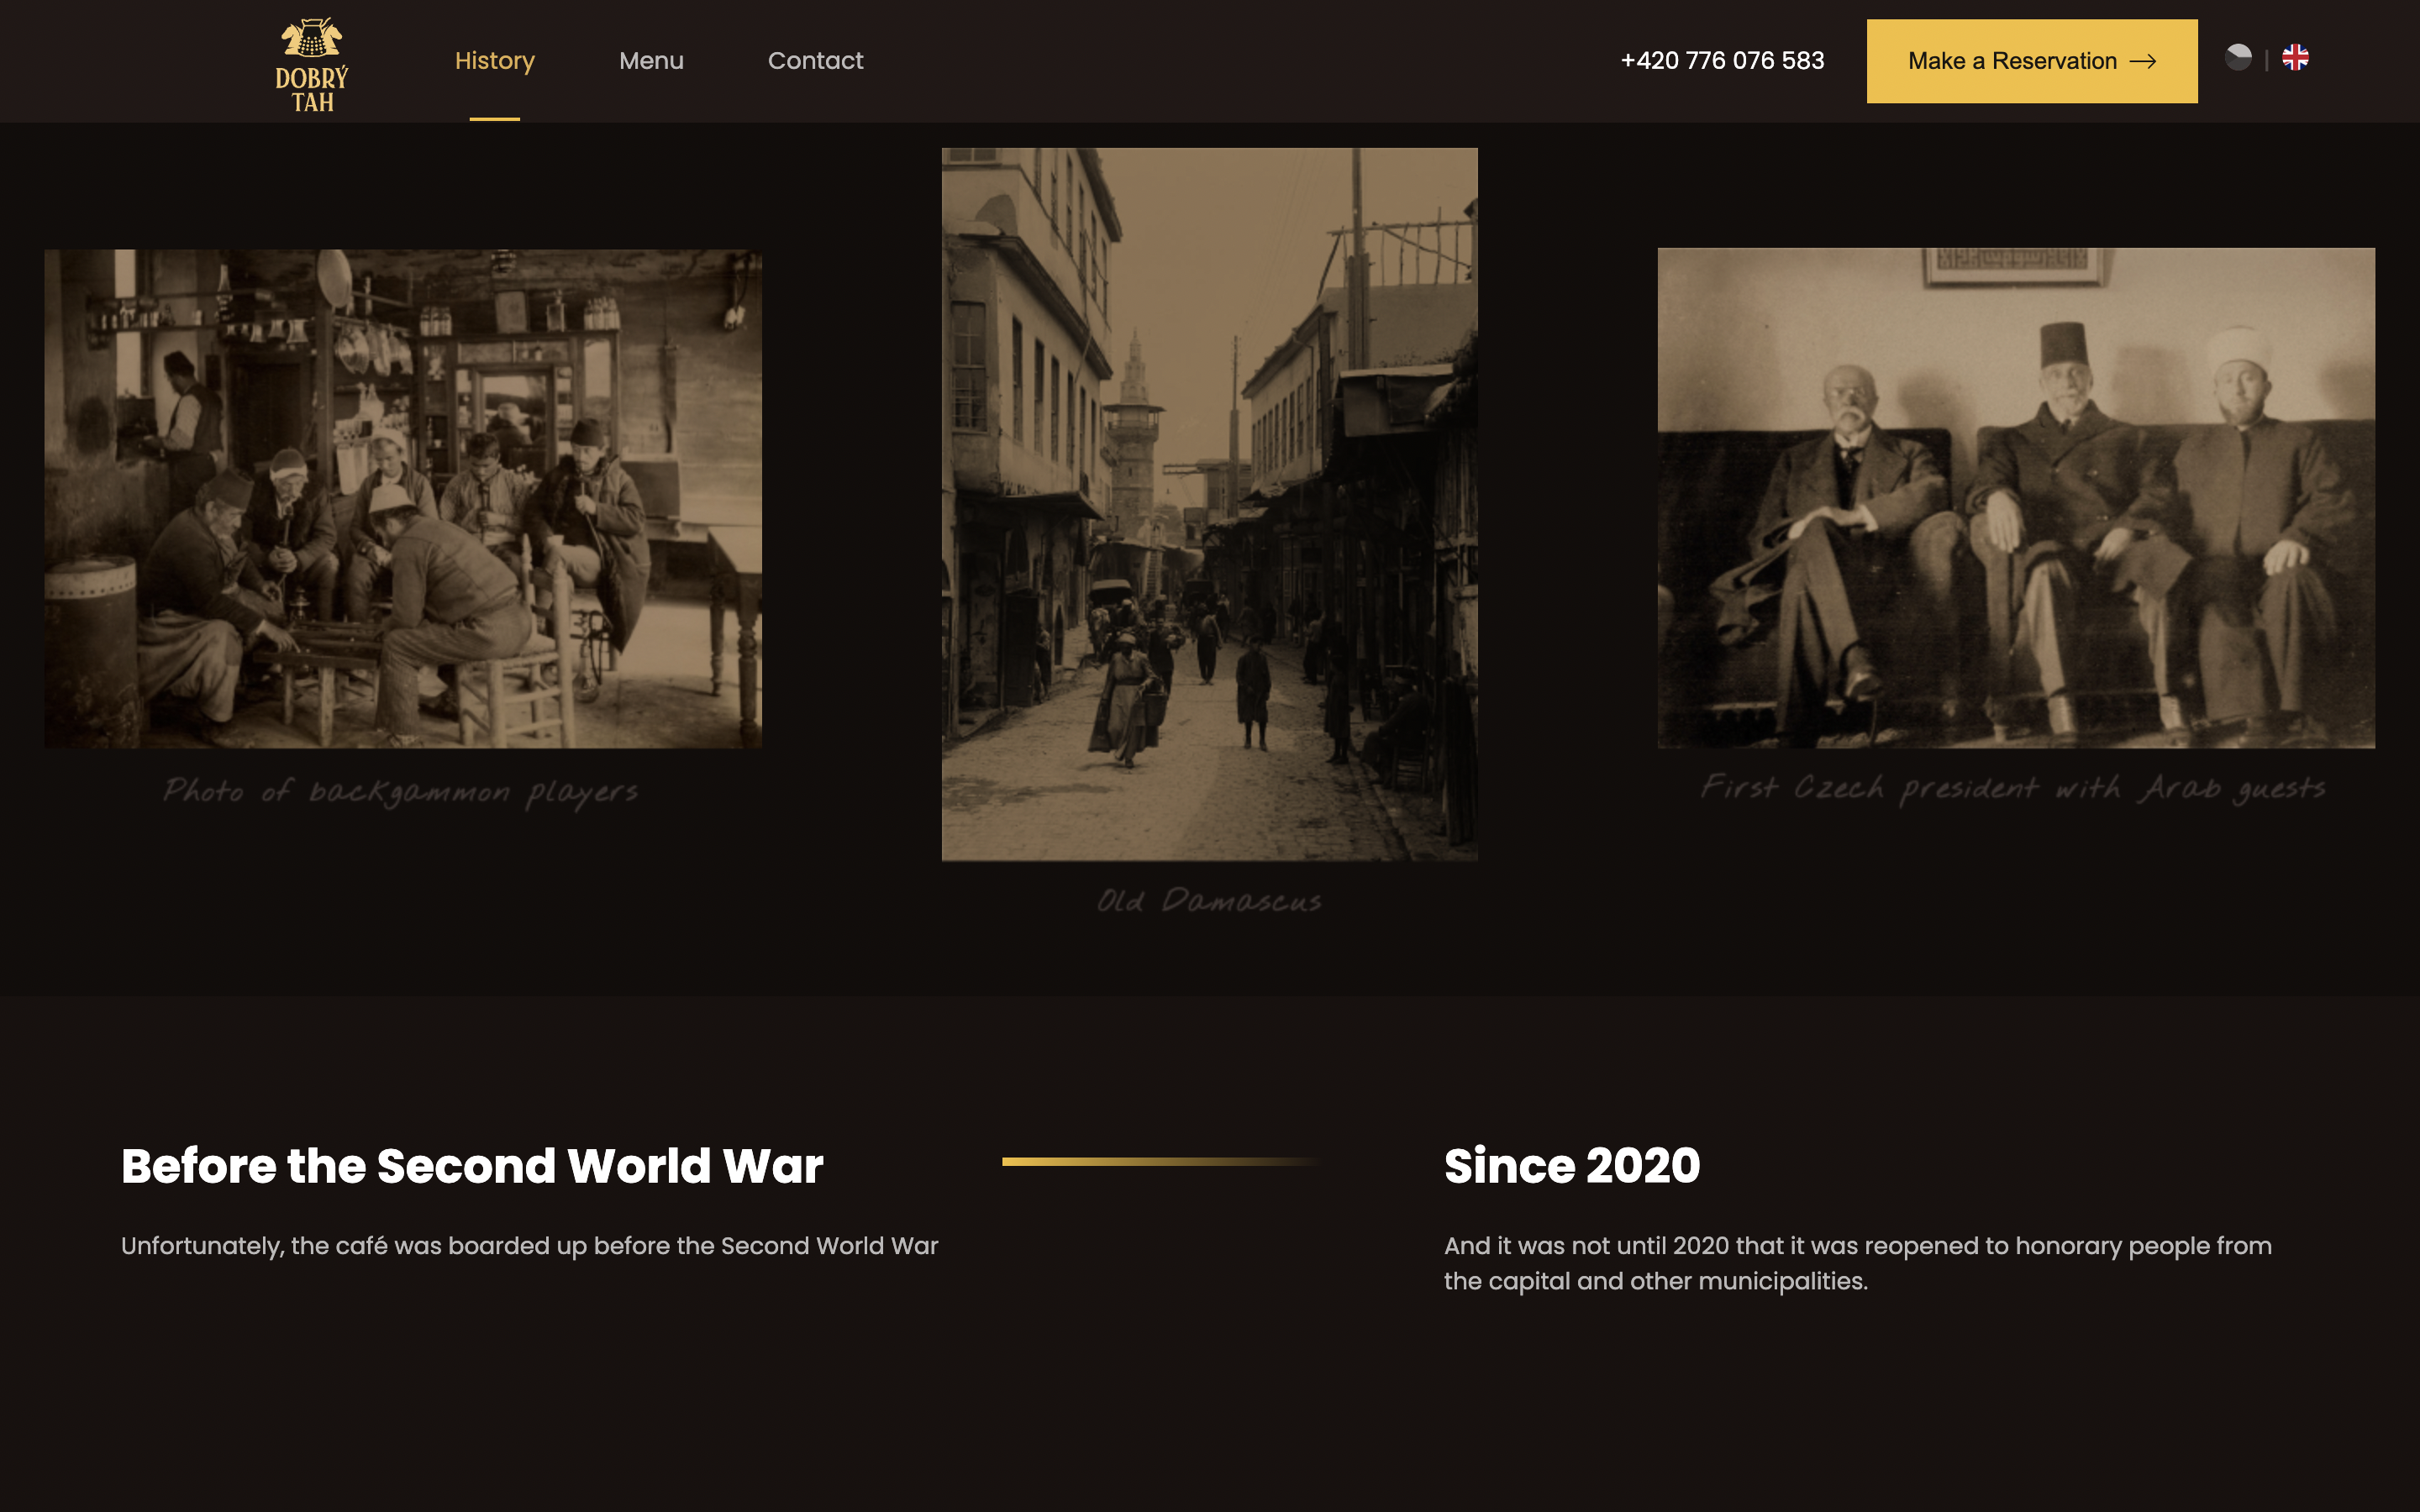 DOBRÝ
TAH
History
Menu
Contact
+420 776 076 583
Make a Reservation →
|
Photo of backgammon players
Old Damascus
First Czech president with Arab guests
Before the Second World War
Unfortunately, the café was boarded up before the Second World War
Since 2020
And it was not until 2020 that it was reopened to honorary people from
the capital and other municipalities.